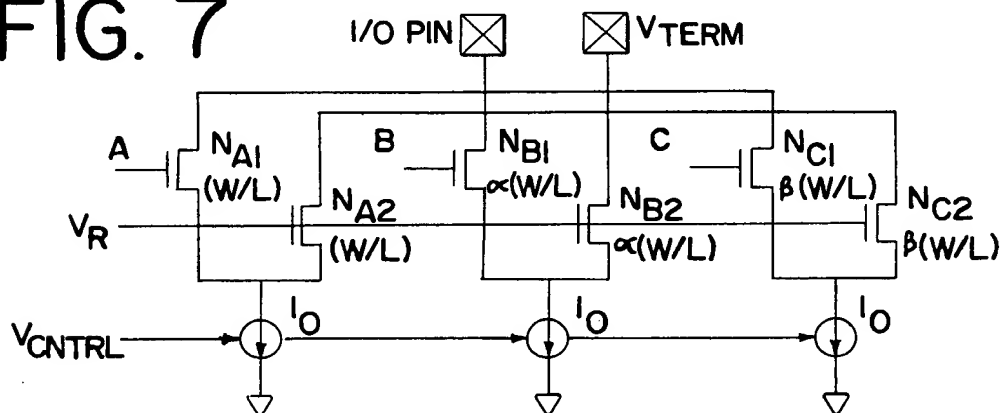 FIG. 7
I/O PIN
VTERM
A
NA1
(W/L)
B
NB1
α(W/L)
C
NC1
β(W/L)
VR
NA2
(W/L)
NB2
α(W/L)
NC2
β(W/L)
VCNTRL
IO
IO
IO